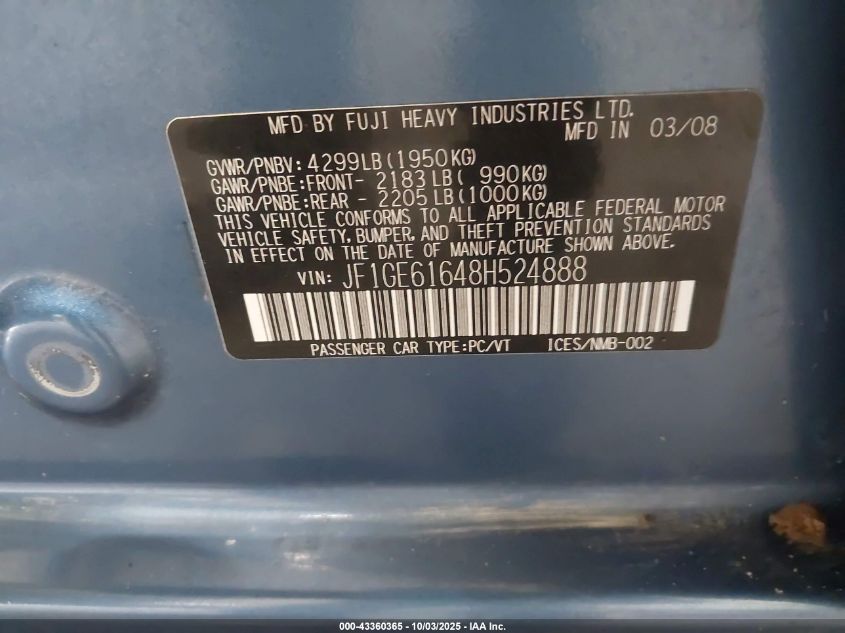 MFD BY FUJI HEAVY INDUSTRIES LTD.
MFD IN 03/08
GVWR/PNBV: 4299LB (1950KG)
GAWR/PNBE:FRONT- 2183 LB ( 990KG)
GAWR/PNBE:REAR - 2205 LB (1000KG)
THIS VEHICLE CONFORMS TO ALL APPLICABLE FEDERAL MOTOR
VEHICLE SAFETY, BUMPER, AND THEFT PREVENTION STANDARDS
IN EFFECT ON THE DATE OF MANUFACTURE SHOWN ABOVE.
VIN: JF1GE61648H524888
PASSENGER CAR TYPE:PC/VT ICES/NMB-002
000-43360365 - 10/03/2025 - IAA Inc.